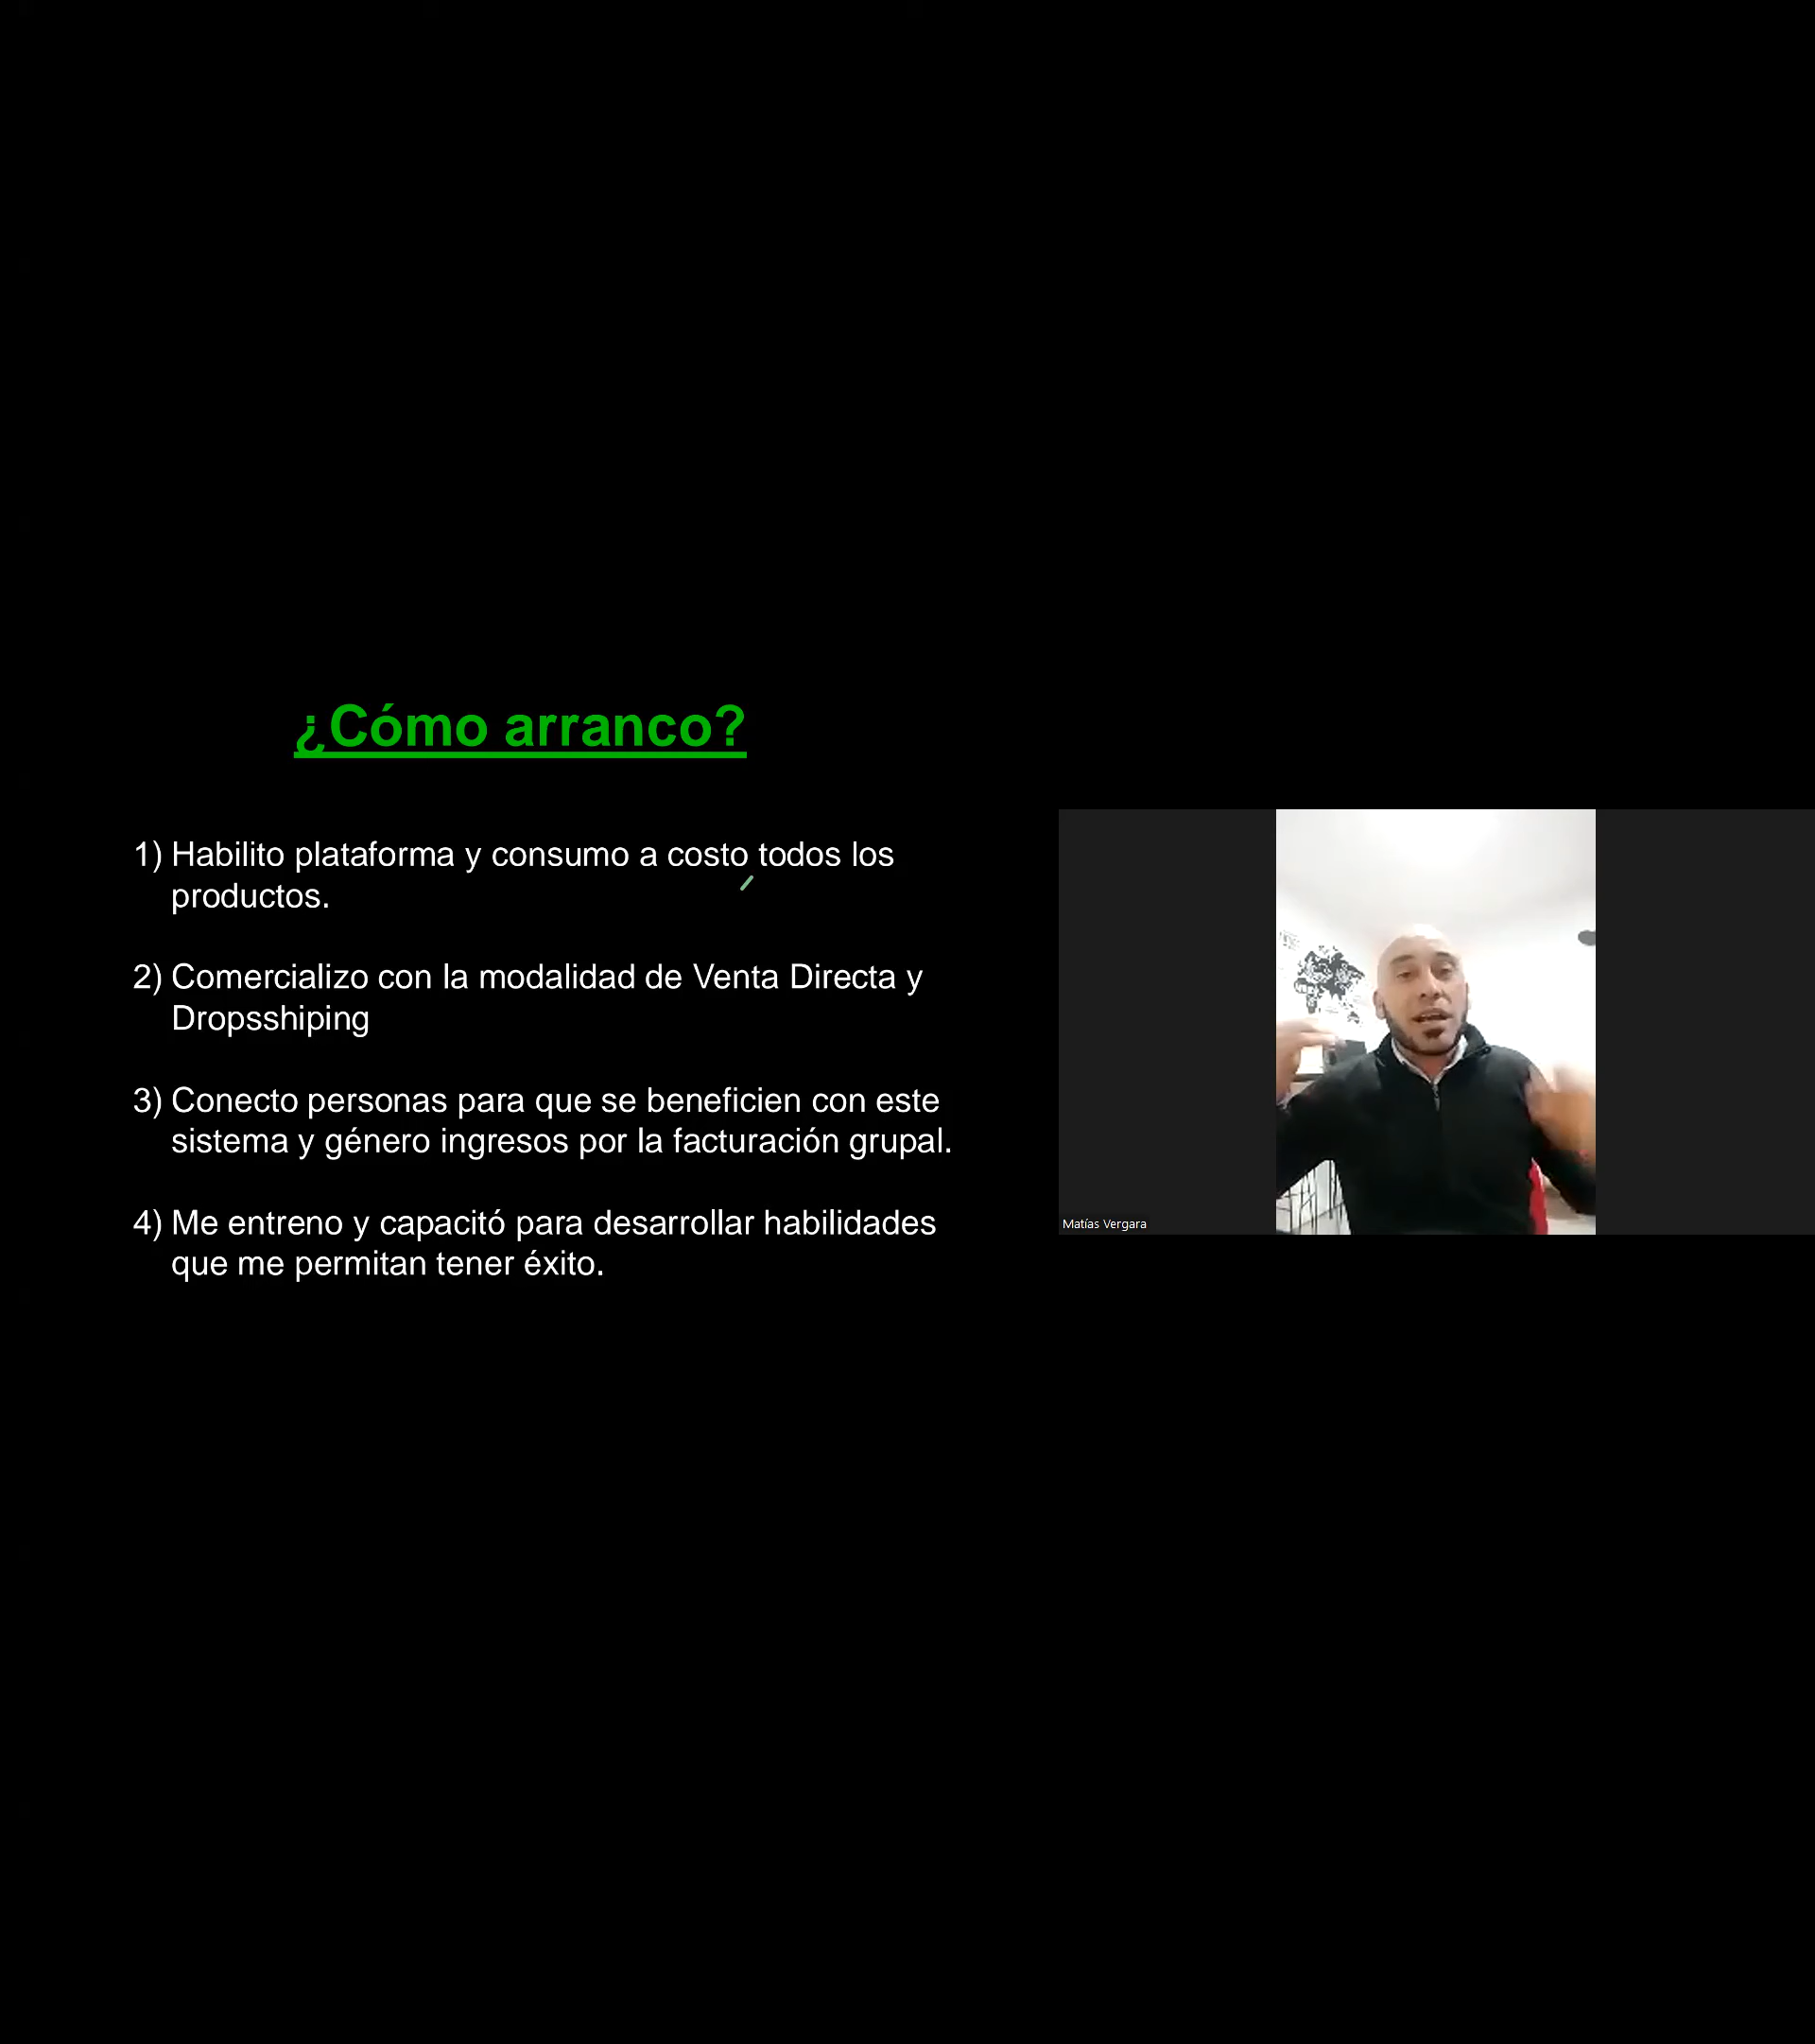 ¿Cómo arranco?
1) Habilito plataforma y consumo a costo todos los
productos.
2) Comercializo con la modalidad de Venta Directa y
Dropsshiping
3) Conecto personas para que se beneficien con este
sistema y género ingresos por la facturación grupal.
4) Me entreno y capacitó para desarrollar habilidades
que me permitan tener éxito.
Matías Vergara